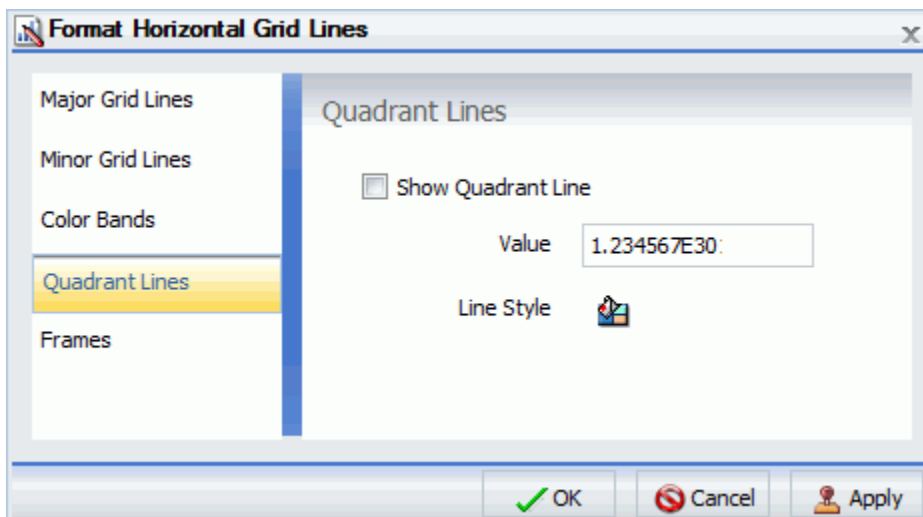 Format Horizontal Grid Lines
x
Major Grid Lines
Minor Grid Lines
Color Bands
Quadrant Lines
Frames
Quadrant Lines
Show Quadrant Line
Value 1.234567E30
Line Style
OK Cancel Apply